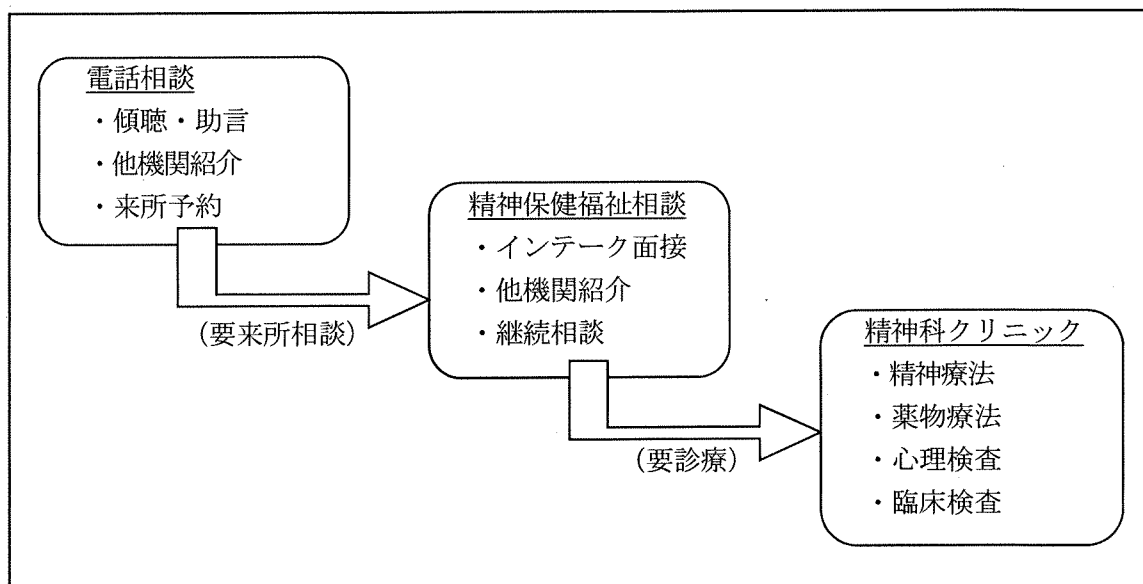 電話相談
・傾聴・助言
・他機関紹介
・来所予約
(要来所相談)
精神保健福祉相談
・インテーク面接
・他機関紹介
・継続相談
(要診療)
精神科クリニック
・精神療法
・薬物療法
・心理検査
・臨床検査